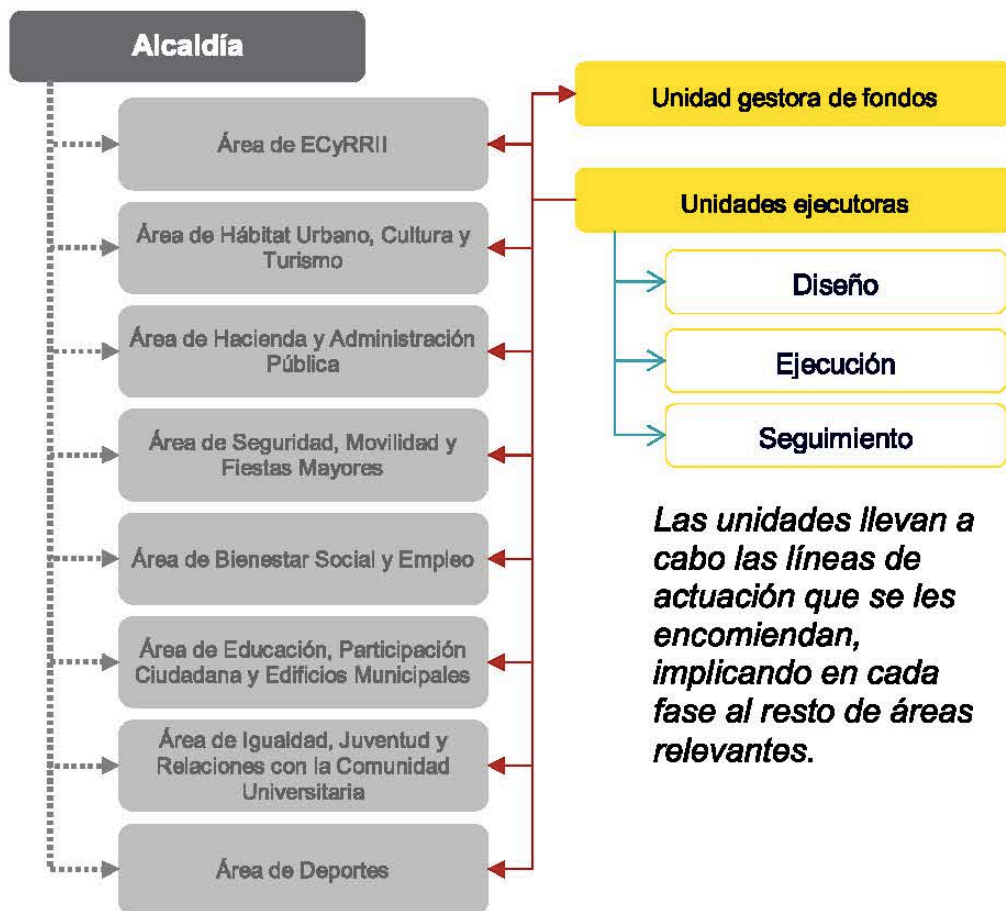 Alcaldía
Área de ECyRRII
Área de Hábitat Urbano, Cultura y
Turismo
Área de Hacienda y Administración
Pública
Área de Seguridad, Movilidad y
Fiestas Mayores
Área de Bienestar Social y Empleo
Área de Educación, Participación
Ciudadana y Edificios Municipales
Área de Igualdad, Juventud y
Relaciones con la Comunidad
Universitaria
Área de Deportes
Unidad gestora de fondos
Unidades ejecutoras
Diseño
Ejecución
Seguimiento
Las unidades llevan a
cabo las líneas de
actuación que se les
encomiendan,
implicando en cada
fase al resto de áreas
relevantes.